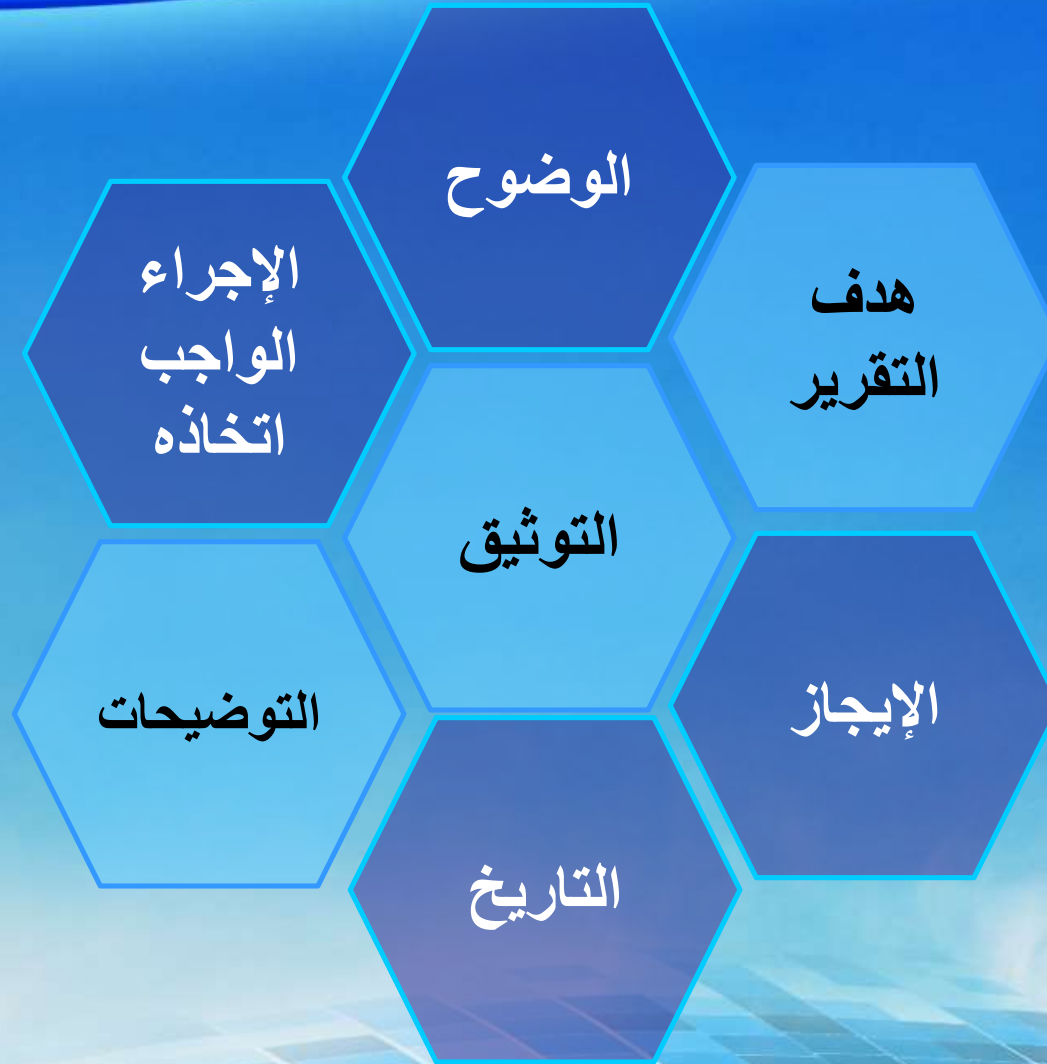 الوضوح
هدف
التقرير
الإجراء
الواجب
اتخاذه
التوثيق
الإيجاز
التوضيحات
التاريخ